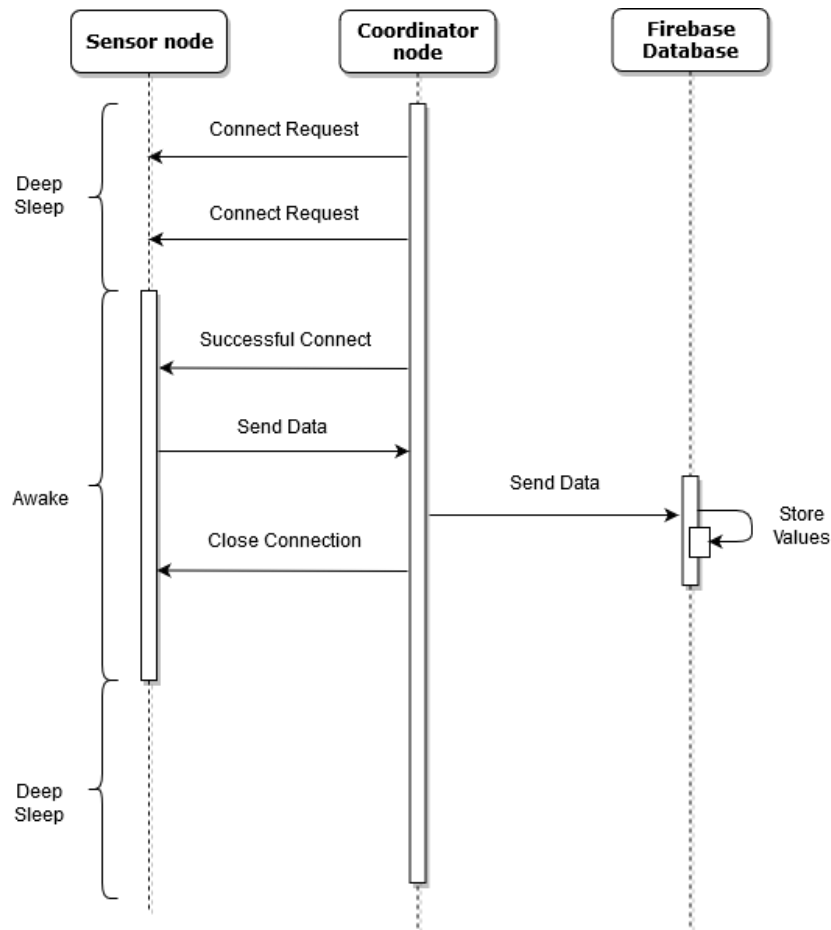 Sensor node
Coordinator
node
Firebase
Database
Connect Request
Deep
Sleep
Connect Request
Successful Connect
Send Data
Awake
Send Data
Store
Values
Close Connection
Deep
Sleep